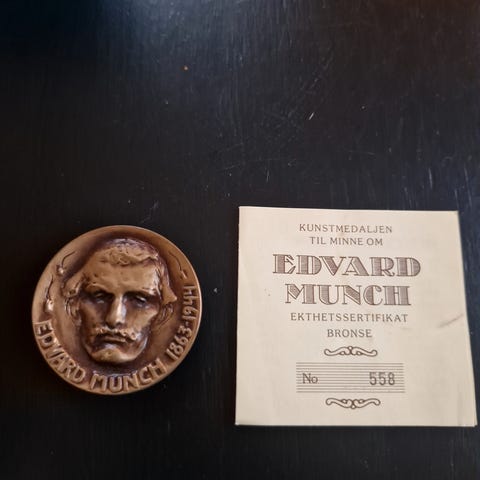 EDVARD MUNCH 1863-1944
KUNSTMEDALJEN
TIL MINNE OM
EDVARD
MUNCH
EKTHETSSERTIFIKAT
BRONSE
No 558